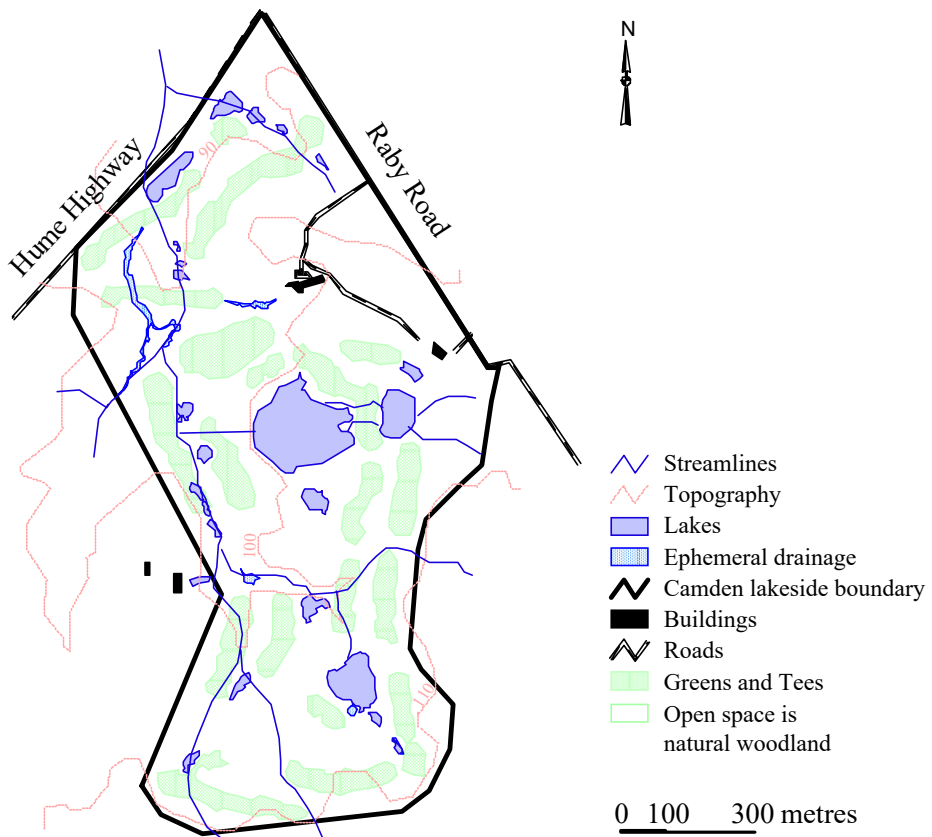 N
Hume Highway
Raby Road
90
100
110
Streamlines
Topography
Lakes
Ephemeral drainage
Camden lakeside boundary
Buildings
Roads
Greens and Tees
Open space is
natural woodland
0 100 300 metres